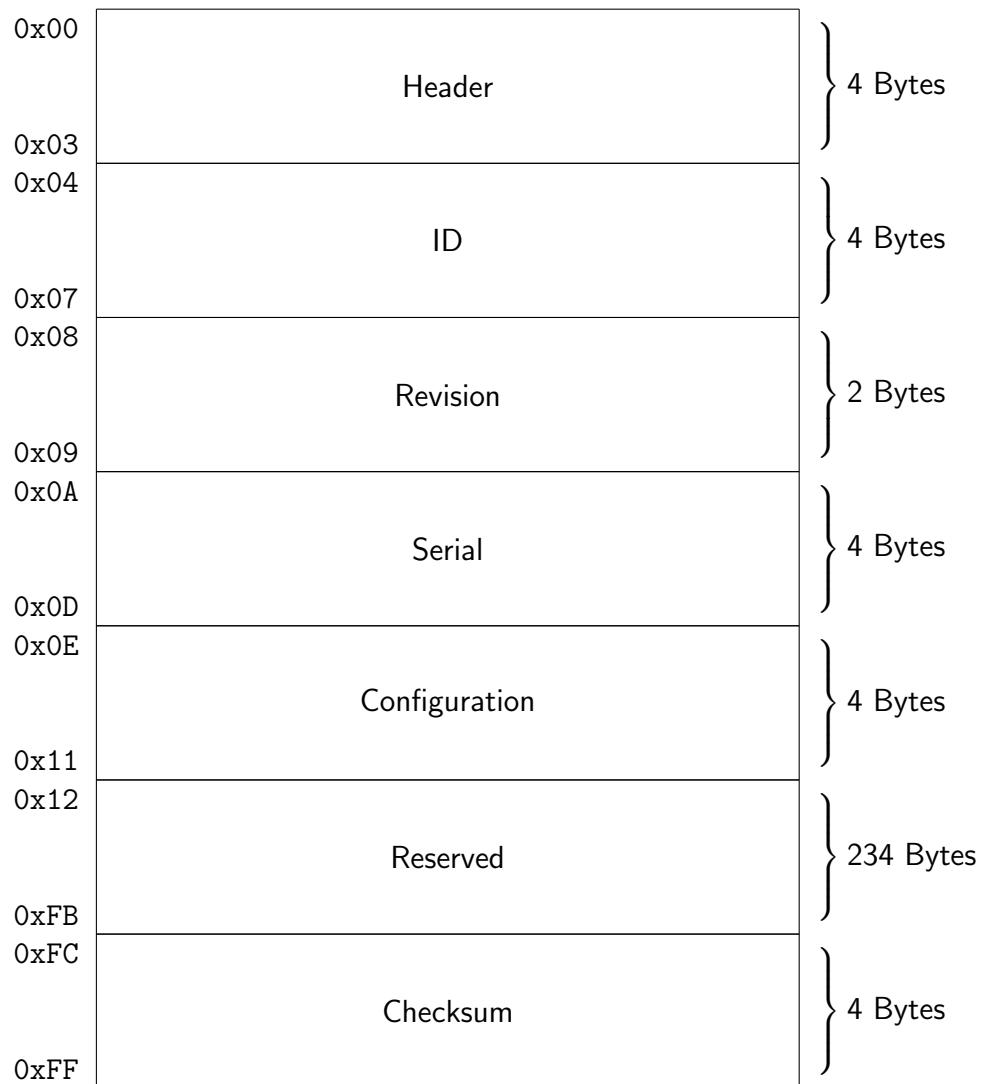 0x00
Header
4 Bytes
0x03
0x04
ID
4 Bytes
0x07
0x08
Revision
2 Bytes
0x09
0x0A
Serial
4 Bytes
0x0D
0x0E
Configuration
4 Bytes
0x11
0x12
Reserved
234 Bytes
0xFB
0xFC
Checksum
4 Bytes
0xFF